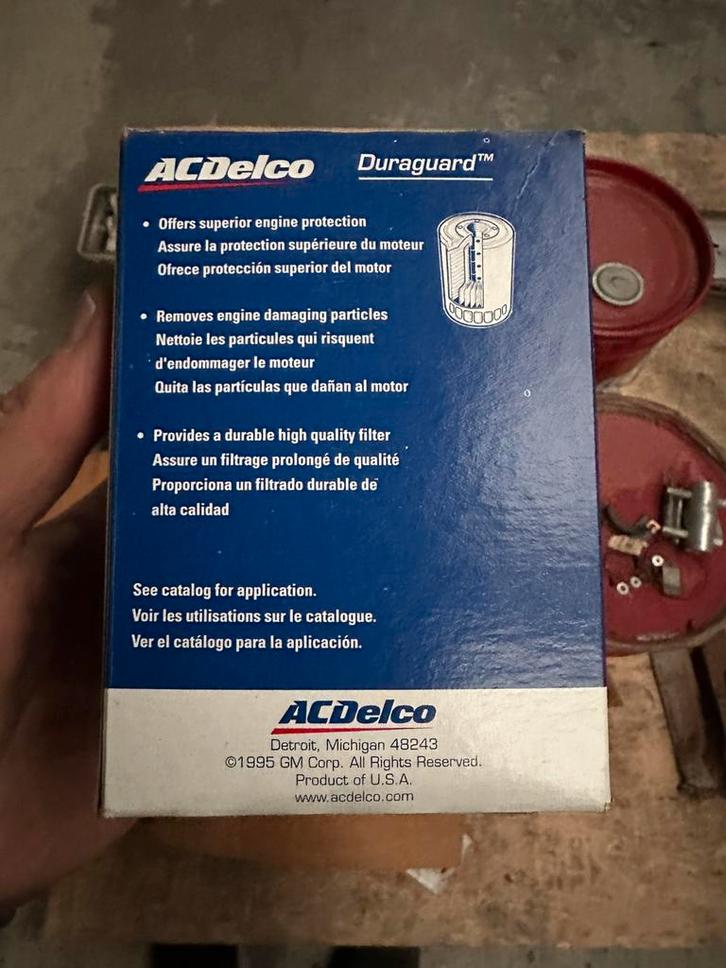 ACDelco Duraguard™
• Offers superior engine protection
Assure la protection supérieure du moteur
Ofrece protección superior del motor
• Removes engine damaging particles
Nettoie les particules qui risquent
d'endommager le moteur
Quita las partículas que dañan al motor
• Provides a durable high quality filter
Assure un filtrage prolongé de qualité
Proporciona un filtrado durable de
alta calidad
See catalog for application.
Voir les utilisations sur le catalogue.
Ver el catálogo para la aplicación.
ACDelco
Detroit, Michigan 48243
©1995 GM Corp. All Rights Reserved.
Product of U.S.A.
www.acdelco.com